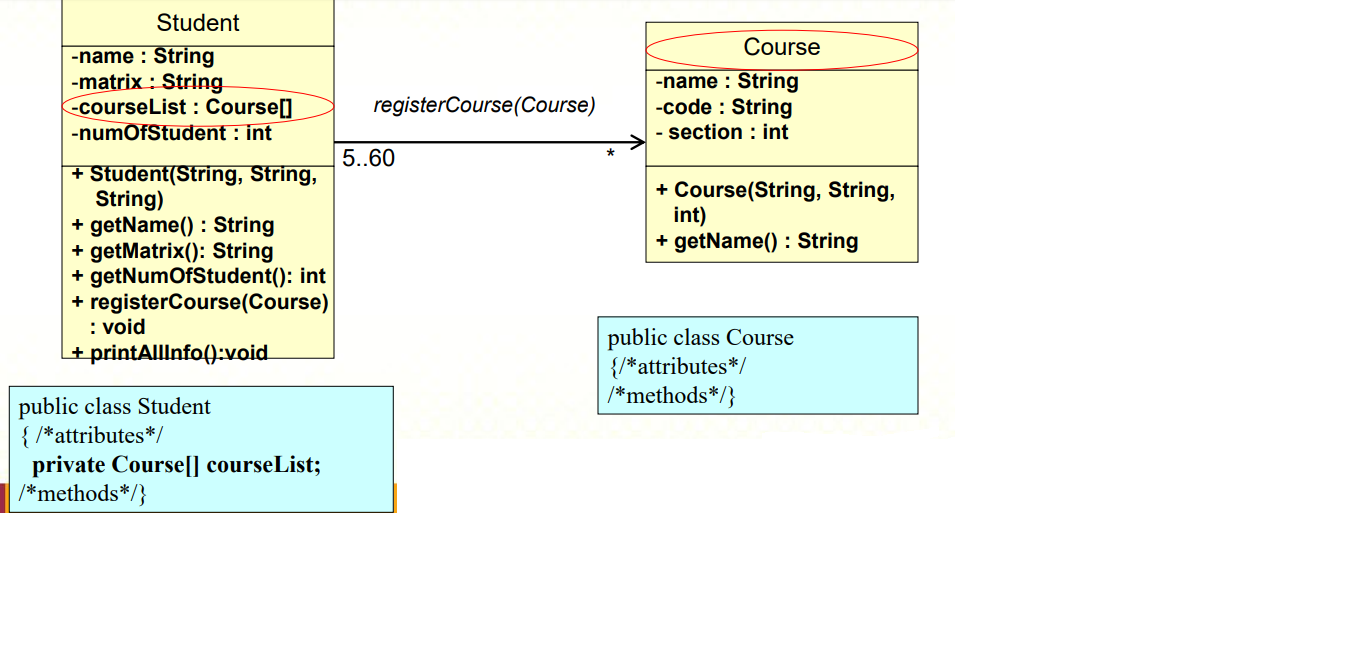 Student
-name : String
-matrix : String
-courseList : Course[]
-numOfStudent : int
+ Student(String, String,
String)
+ getName() : String
+ getMatrix(): String
+ getNumOfStudent(): int
+ registerCourse(Course)
: void
+ printAllInfo():void
registerCourse(Course)
5..60
*
Course
-name : String
-code : String
- section : int
+ Course(String, String,
int)
+ getName() : String
public class Course
{/*attributes*/
/*methods*/}
public class Student
{ /*attributes*/
private Course[] courseList;
/*methods*/}